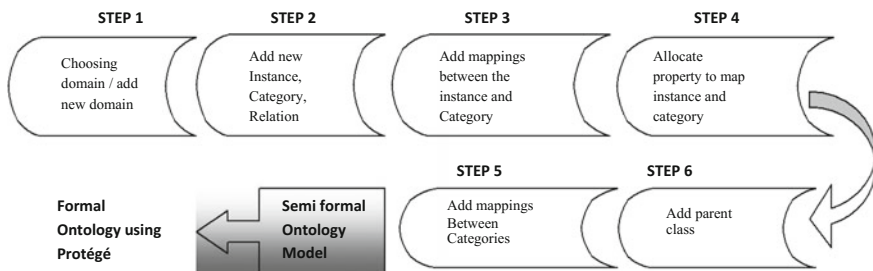 STEP 1
Choosing
domain / add
new domain
STEP 2
Add new
Instance,
Category,
Relation
STEP 3
Add mappings
between the
instance and
Category
STEP 4
Allocate
property to map
instance and
category
STEP 5
Add mappings
Between
Categories
STEP 6
Add parent
class
Semi formal
Ontology
Model
Formal
Ontology using
Protégé